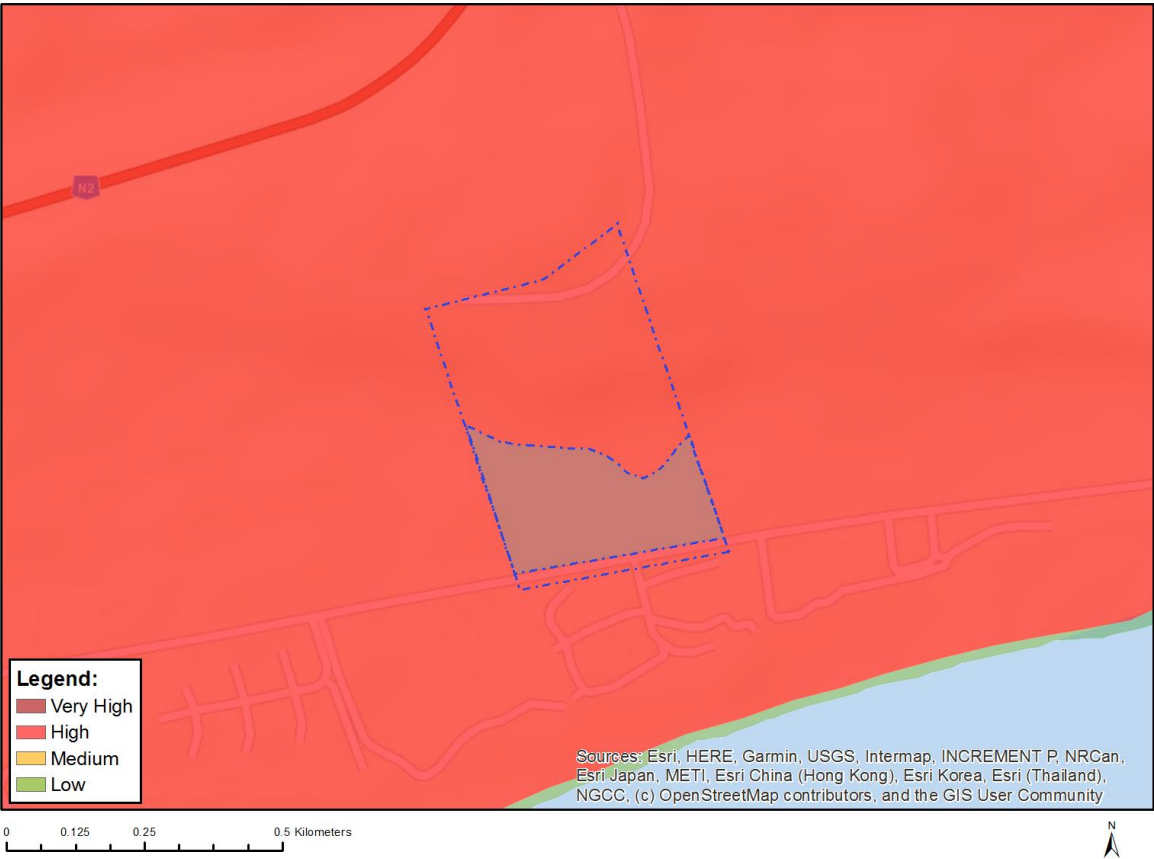 N2
Legend:
Very High
High
Medium
Low
Sources: Esri, HERE, Garmin, USGS, Intermap, INCREMENT P, NRCan,
Esri Japan, METI, Esri China (Hong Kong), Esri Korea, Esri (Thailand),
NGCC, (c) OpenStreetMap contributors, and the GIS User Community
0 0.125 0.25 0.5 Kilometers
N